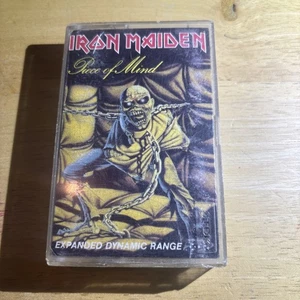 IRON MAIDEN
Piece of Mind
EXPANDED DYNAMIC RANGE